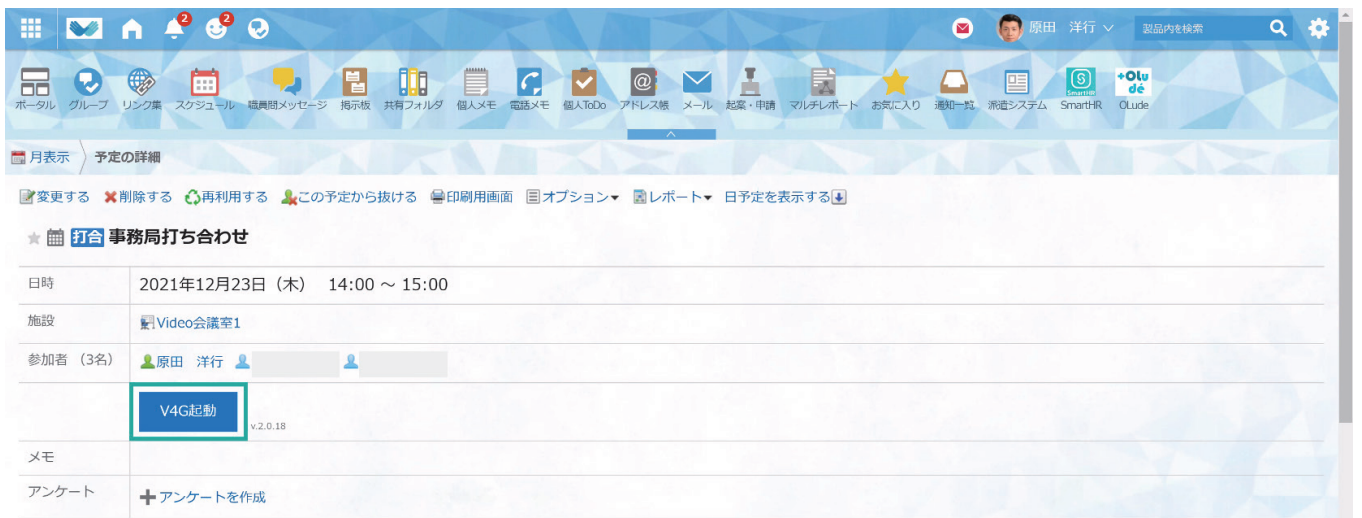 2 2 原田 洋行 製品内を検索
ポータル グループ リンク集 スケジュール 職員間メッセージ 掲示板 共有フォルダ 個人メモ 電話メモ 個人ToDo アドレス帳 メール 起案・申請 マルチレポート お気に入り 通知一覧 派遣システム SmartHR OLude
月表示 予定の詳細
変更する 削除する 再利用する この予定から抜ける 印刷用画面 オプション レポート 日予定を表示する
打合 事務局打ち合わせ
日時 2021年12月23日（木） 14:00 ～ 15:00
施設 Video会議室1
参加者 （3名） 原田 洋行
V4G起動 v.2.0.18
メモ
アンケート アンケートを作成